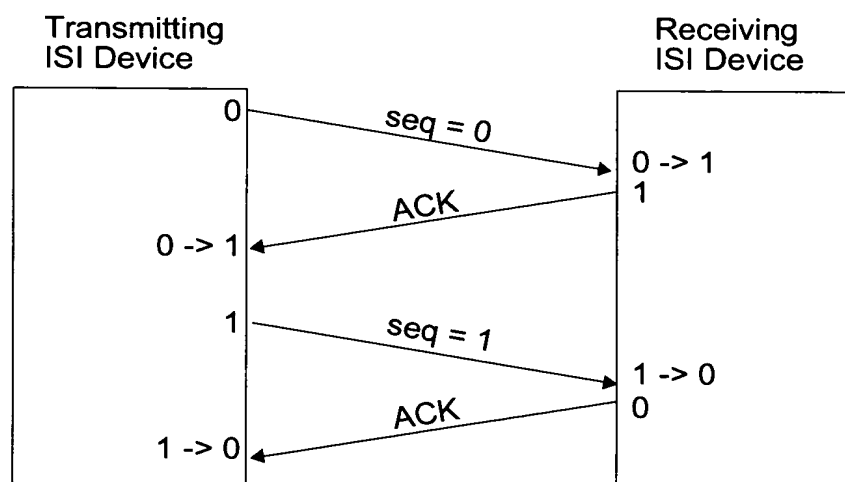 Transmitting
ISI Device
Receiving
ISI Device
0
seq = 0
0 -> 1
1
ACK
0 -> 1
1
seq = 1
1 -> 0
0
ACK
1 -> 0